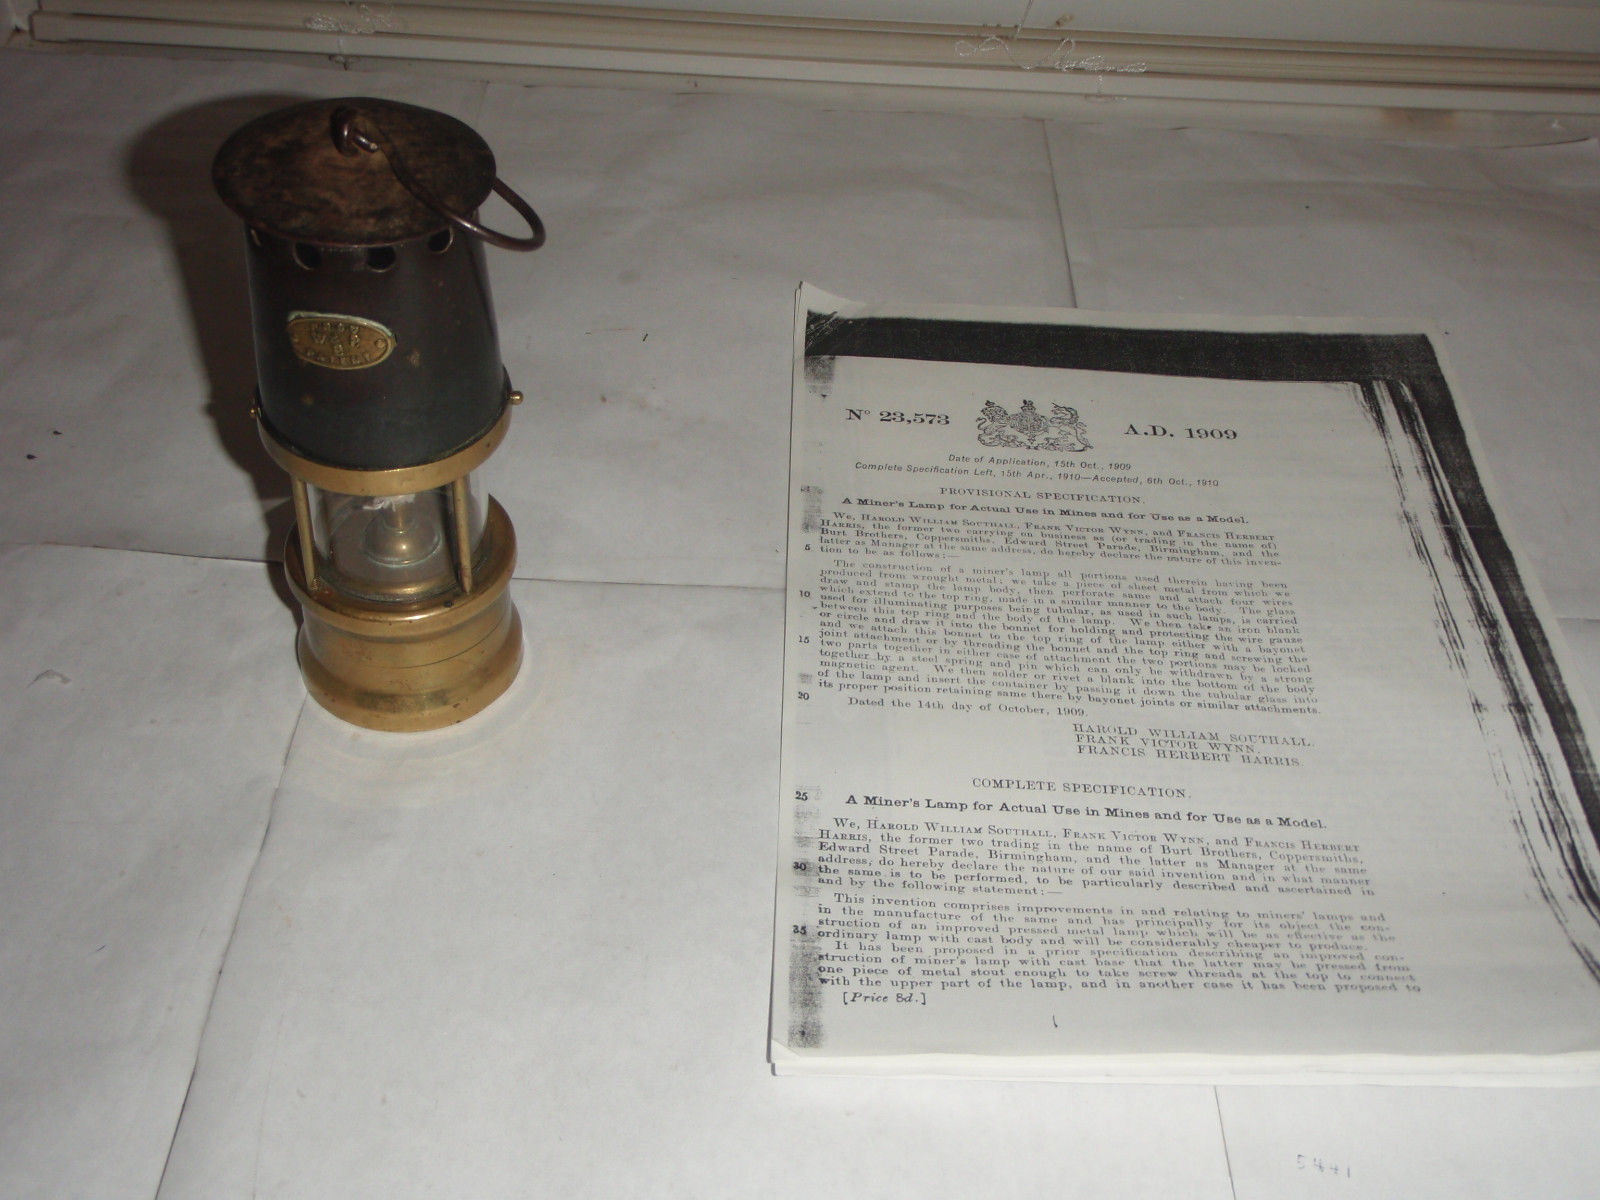 PATENT
Nº 23,573
A.D. 1909
Date of Application, 15th Oct., 1909
Complete Specification Left, 15th Apr., 1910—Accepted, 6th Oct., 1910
PROVISIONAL SPECIFICATION.
A Miner's Lamp for Actual Use in Mines and for Use as a Model.
We, HAROLD WILLIAM SOUTHALL, FRANK VICTOR WYNN, and FRANCIS HERBERT
HARRIS, the former two carrying on business as (or trading in the name of)
Burt Brothers, Coppersmiths, Edward Street Parade, Birmingham, and the
latter as Manager at the same address, do hereby declare the nature of this inven-
5 tion to be as follows:—
The construction of a miner's lamp all portions used therein having been
produced from wrought metal; we take a piece of sheet metal from which we
draw and stamp the lamp body, then perforate same and attach four wires
which extend to the top ring, made in a similar manner to the body. The glass
10 used for illuminating purposes being tubular, as used in such lamps, is carried
between this top ring and the body of the lamp. We then take an iron blank
or circle and draw it into the bonnet for holding and protecting the wire gauze
and we attach this bonnet to the top ring of the lamp either with a bayonet
joint attachment or by threading the bonnet and the top ring and screwing the
15 two parts together in either case of attachment the two portions may be locked
together by a steel spring and pin which can only be withdrawn by a strong
magnetic agent. We then solder or rivet a blank into the bottom of the body
of the lamp and insert the container by passing it down the tubular glass into
its proper position retaining same there by bayonet joints or similar attachments.
20 Dated the 14th day of October, 1909.
HAROLD WILLIAM SOUTHALL.
FRANK VICTOR WYNN.
FRANCIS HERBERT HARRIS.
COMPLETE SPECIFICATION.
25 A Miner's Lamp for Actual Use in Mines and for Use as a Model.
We, HAROLD WILLIAM SOUTHALL, FRANK VICTOR WYNN, and FRANCIS HERBERT
HARRIS, the former two trading in the name of Burt Brothers, Coppersmiths,
Edward Street Parade, Birmingham, and the latter as Manager at the same
address, do hereby declare the nature of our said invention and in what manner
30 the same is to be performed, to be particularly described and ascertained in
and by the following statement:—
This invention comprises improvements in and relating to miners' lamps and
in the manufacture of the same and has principally for its object the con-
struction of an improved pressed metal lamp which will be as effective as the
35 ordinary lamp with cast body and will be considerably cheaper to produce.
It has been proposed in a prior specification describing an improved con-
struction of miner's lamp with cast base that the latter may be pressed from
one piece of metal stout enough to take screw threads at the top to connect
with the upper part of the lamp, and in another case it has been proposed to
[Price 8d.]
5441